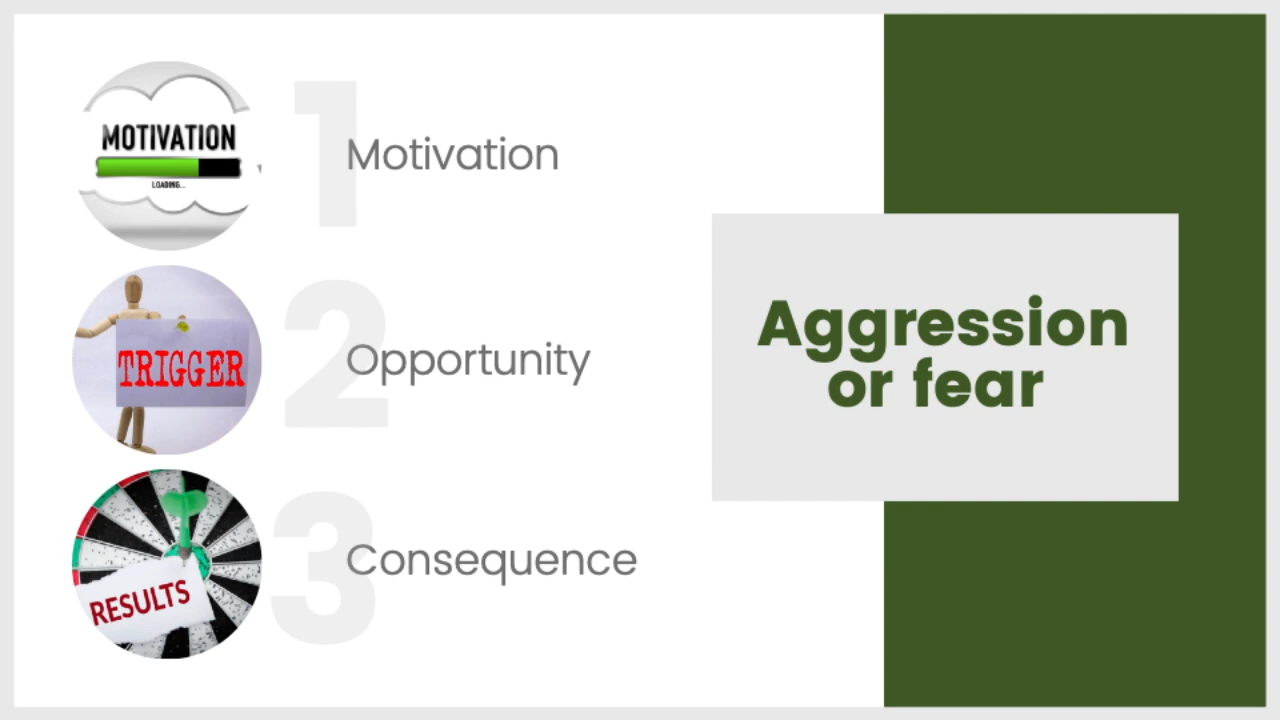 MOTIVATION
LOADING...
1
Motivation
TRIGGER
2
Opportunity
RESULTS
3
Consequence
Aggression
or fear